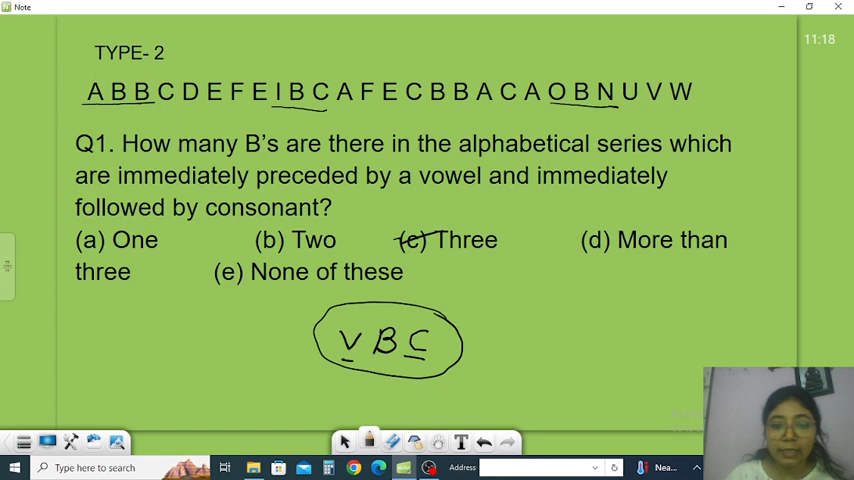 Note
11:18
TYPE- 2
A B B C D E F E I B C A F E C B B A C A O B N U V W
Q1. How many B's are there in the alphabetical series which
are immediately preceded by a vowel and immediately
followed by consonant?
(a) One (b) Two (c) Three (d) More than
three (e) None of these
V B C
Type here to search
Address
Nea...